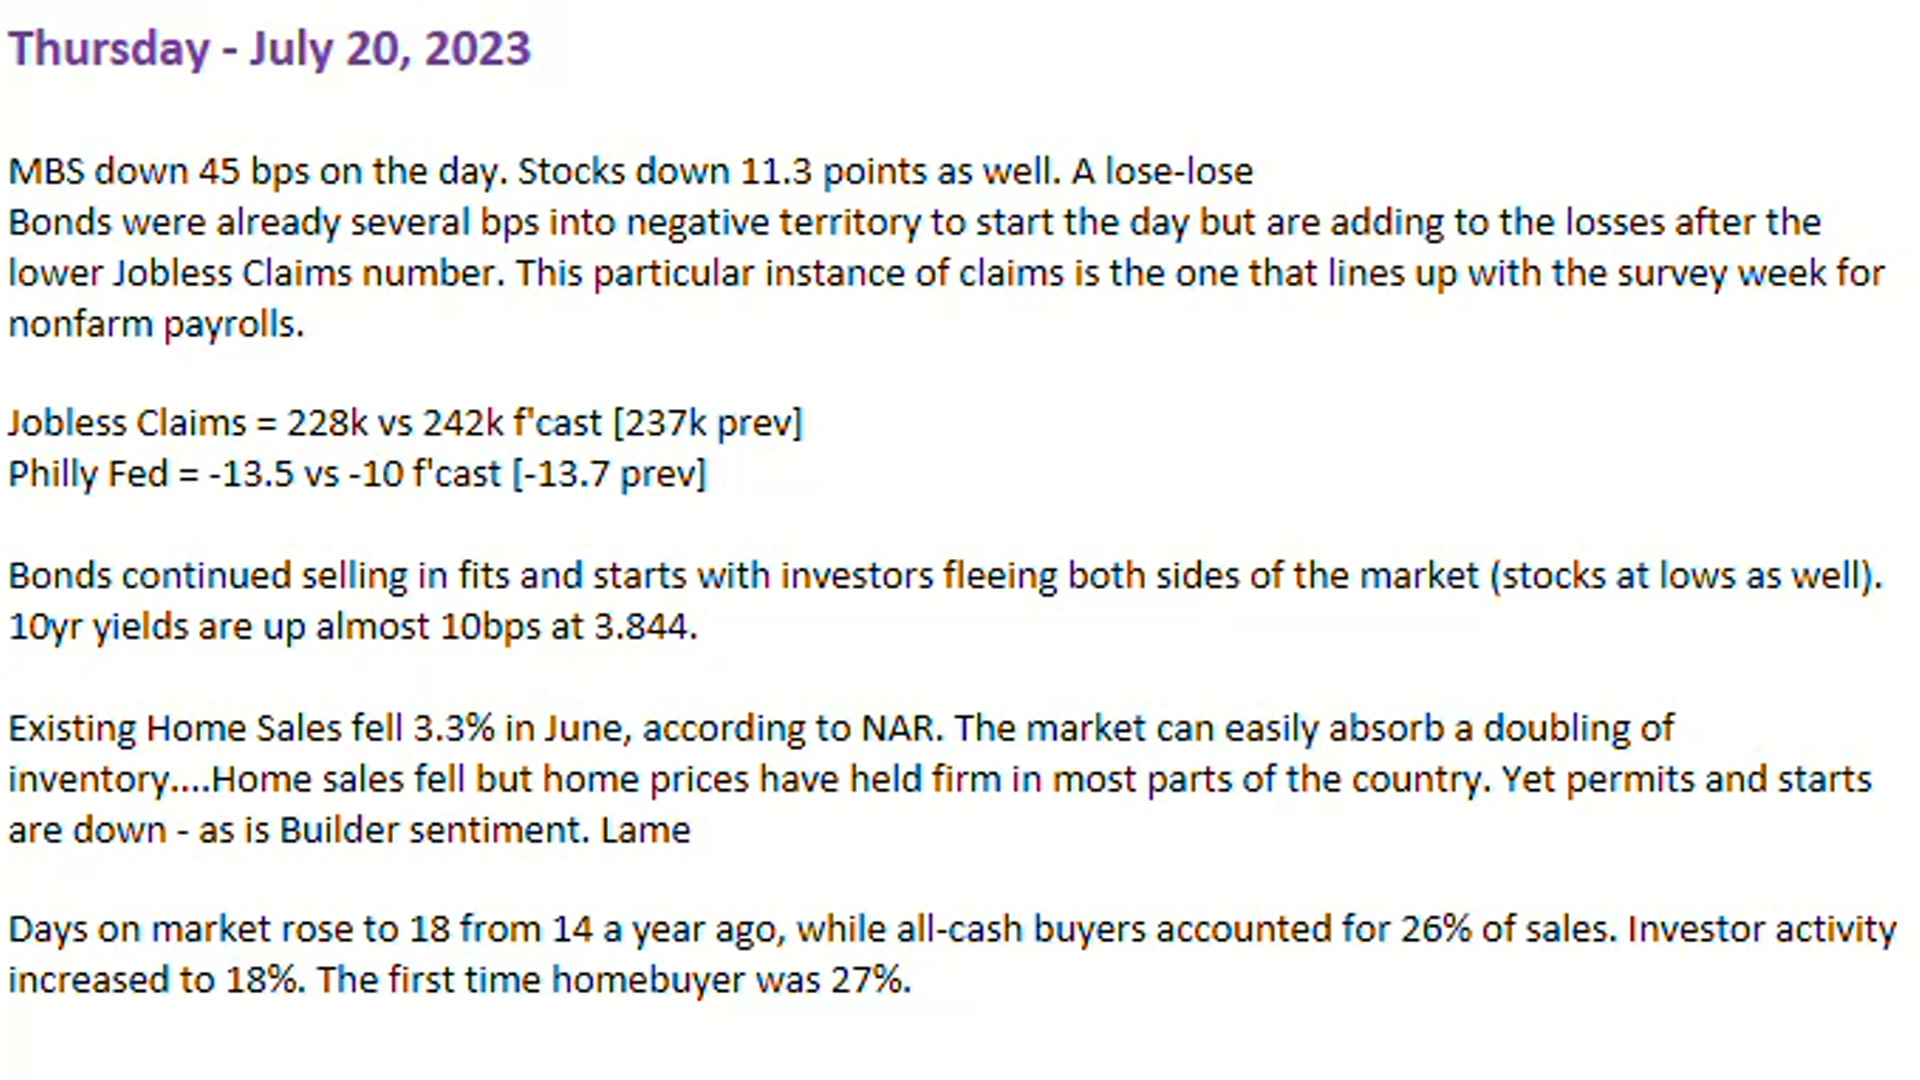 Thursday - July 20, 2023
MBS down 45 bps on the day. Stocks down 11.3 points as well. A lose-lose
Bonds were already several bps into negative territory to start the day but are adding to the losses after the
lower Jobless Claims number. This particular instance of claims is the one that lines up with the survey week for
nonfarm payrolls.
Jobless Claims = 228k vs 242k f'cast [237k prev]
Philly Fed = -13.5 vs -10 f'cast [-13.7 prev]
Bonds continued selling in fits and starts with investors fleeing both sides of the market (stocks at lows as well).
10yr yields are up almost 10bps at 3.844.
Existing Home Sales fell 3.3% in June, according to NAR. The market can easily absorb a doubling of
inventory....Home sales fell but home prices have held firm in most parts of the country. Yet permits and starts
are down - as is Builder sentiment. Lame
Days on market rose to 18 from 14 a year ago, while all-cash buyers accounted for 26% of sales. Investor activity
increased to 18%. The first time homebuyer was 27%.